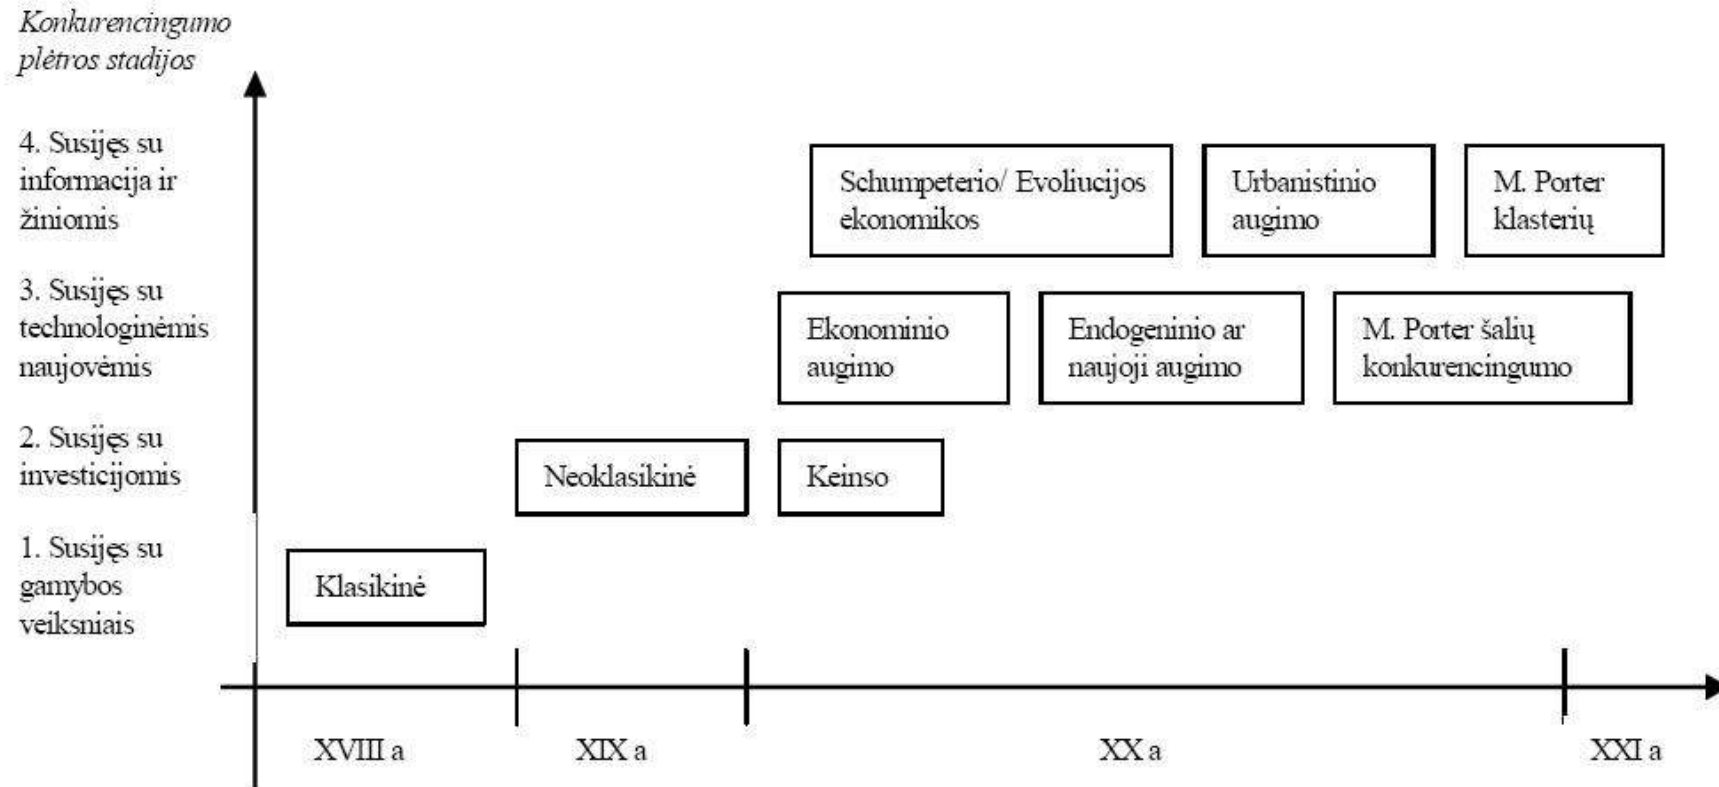 Konkurencingumo
plėtros stadijos
4. Susijęs su
informacija ir
žiniomis
Schumpeterio/ Evoliucijos
ekonomikos
Urbanistinio
augimo
M. Porter
klasterių
3. Susijęs su
technologinėmis
naujovėmis
Ekonominio
augimo
Endogeninio ar
naujoji augimo
M. Porter šalių
konkurencingumo
2. Susijęs su
investicijomis
Neoklasikinė
Keinso
1. Susijęs su
gamybos
veiksniais
Klasikinė
XVIII a
XIX a
XX a
XXI a